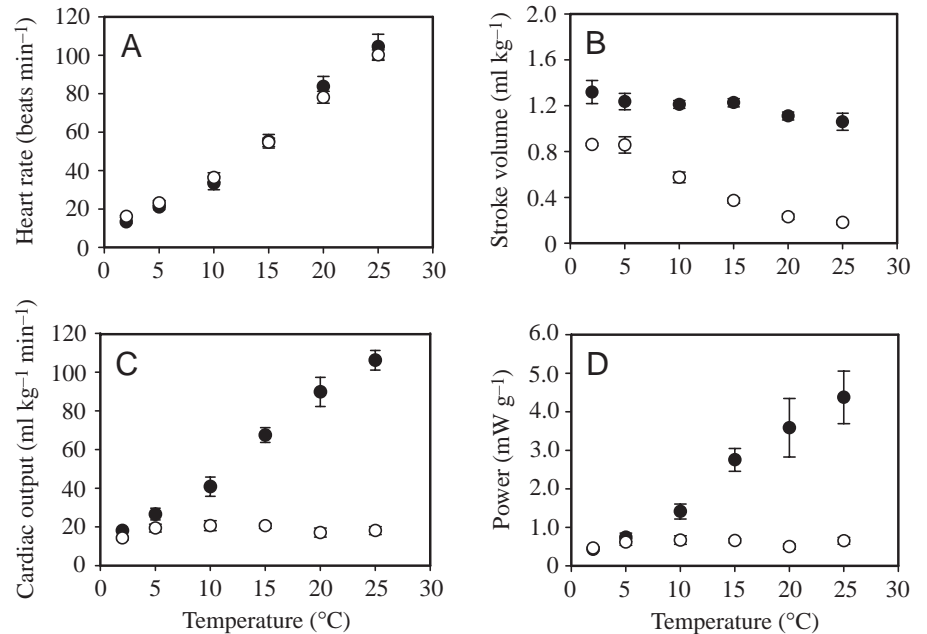 A
Heart rate (beats min–1)
120
100
80
60
40
20
0
0 5 10 15 20 25 30
B
Stroke volume (ml kg–1)
2.0
1.6
1.2
0.8
0.4
0
0 5 10 15 20 25 30
C
Cardiac output (ml kg–1 min–1)
120
100
80
60
40
20
0
0 5 10 15 20 25 30
Temperature (°C)
D
Power (mW g–1)
6.0
5.0
4.0
3.0
2.0
1.0
0
0 5 10 15 20 25 30
Temperature (°C)